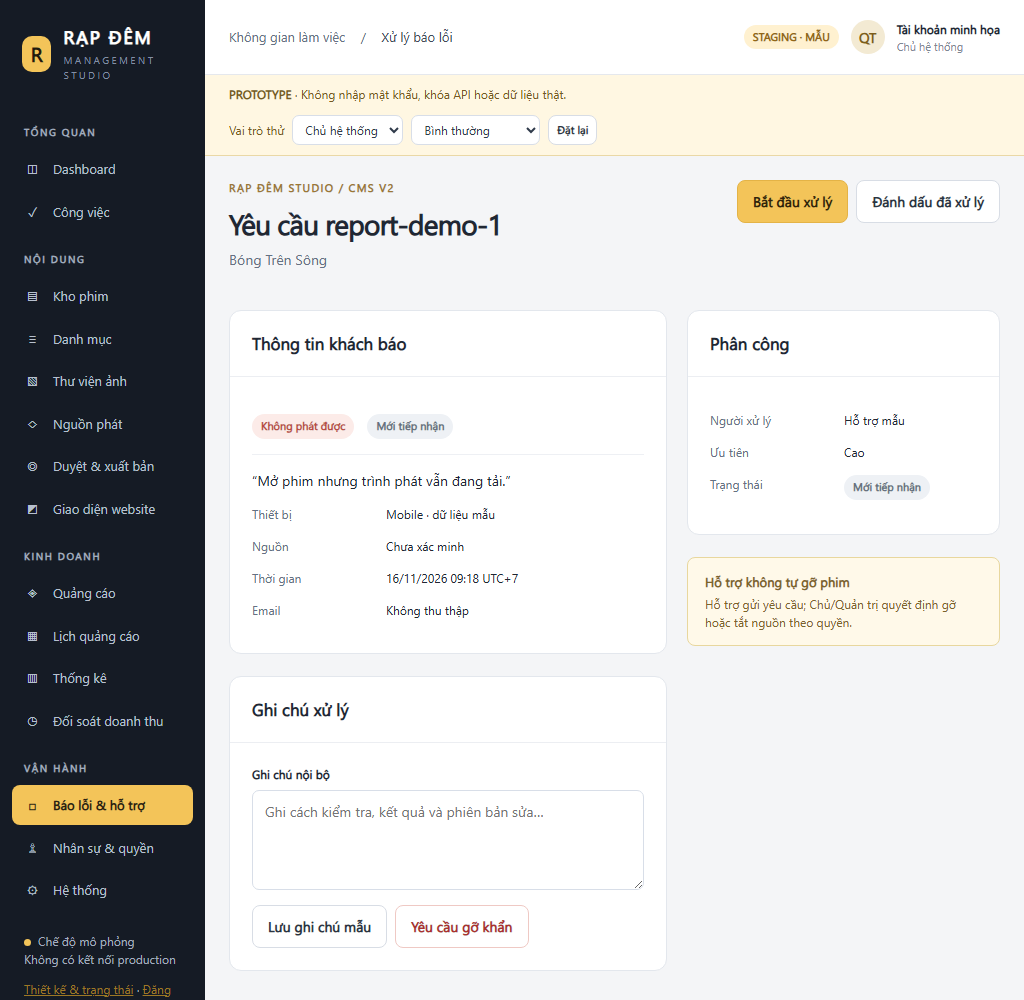 R
RẠP ĐÊM
MANAGEMENT
STUDIO
TỔNG QUAN
Dashboard
Công việc
NỘI DUNG
Kho phim
Danh mục
Thư viện ảnh
Nguồn phát
Duyệt & xuất bản
Giao diện website
KINH DOANH
Quảng cáo
Lịch quảng cáo
Thống kê
Đối soát doanh thu
VẬN HÀNH
Báo lỗi & hỗ trợ
Nhân sự & quyền
Hệ thống
Chế độ mô phỏng
Không có kết nối production
Thiết kế & trạng thái · Đăng
Không gian làm việc / Xử lý báo lỗi
STAGING · MẪU
QT
Tài khoản minh họa
Chủ hệ thống
PROTOTYPE · Không nhập mật khẩu, khóa API hoặc dữ liệu thật.
Vai trò thử
Chủ hệ thống
Bình thường
Đặt lại
RẠP ĐÊM STUDIO / CMS V2
Yêu cầu report-demo-1
Bóng Trên Sông
Bắt đầu xử lý
Đánh dấu đã xử lý
Thông tin khách báo
Không phát được
Mới tiếp nhận
“Mở phim nhưng trình phát vẫn đang tải.”
Thiết bị Mobile · dữ liệu mẫu
Nguồn Chưa xác minh
Thời gian 16/11/2026 09:18 UTC+7
Email Không thu thập
Phân công
Người xử lý Hỗ trợ mẫu
Ưu tiên Cao
Trạng thái Mới tiếp nhận
Hỗ trợ không tự gỡ phim
Hỗ trợ gửi yêu cầu; Chủ/Quản trị quyết định gỡ
hoặc tắt nguồn theo quyền.
Ghi chú xử lý
Ghi chú nội bộ
Ghi cách kiểm tra, kết quả và phiên bản sửa...
Lưu ghi chú mẫu
Yêu cầu gỡ khẩn